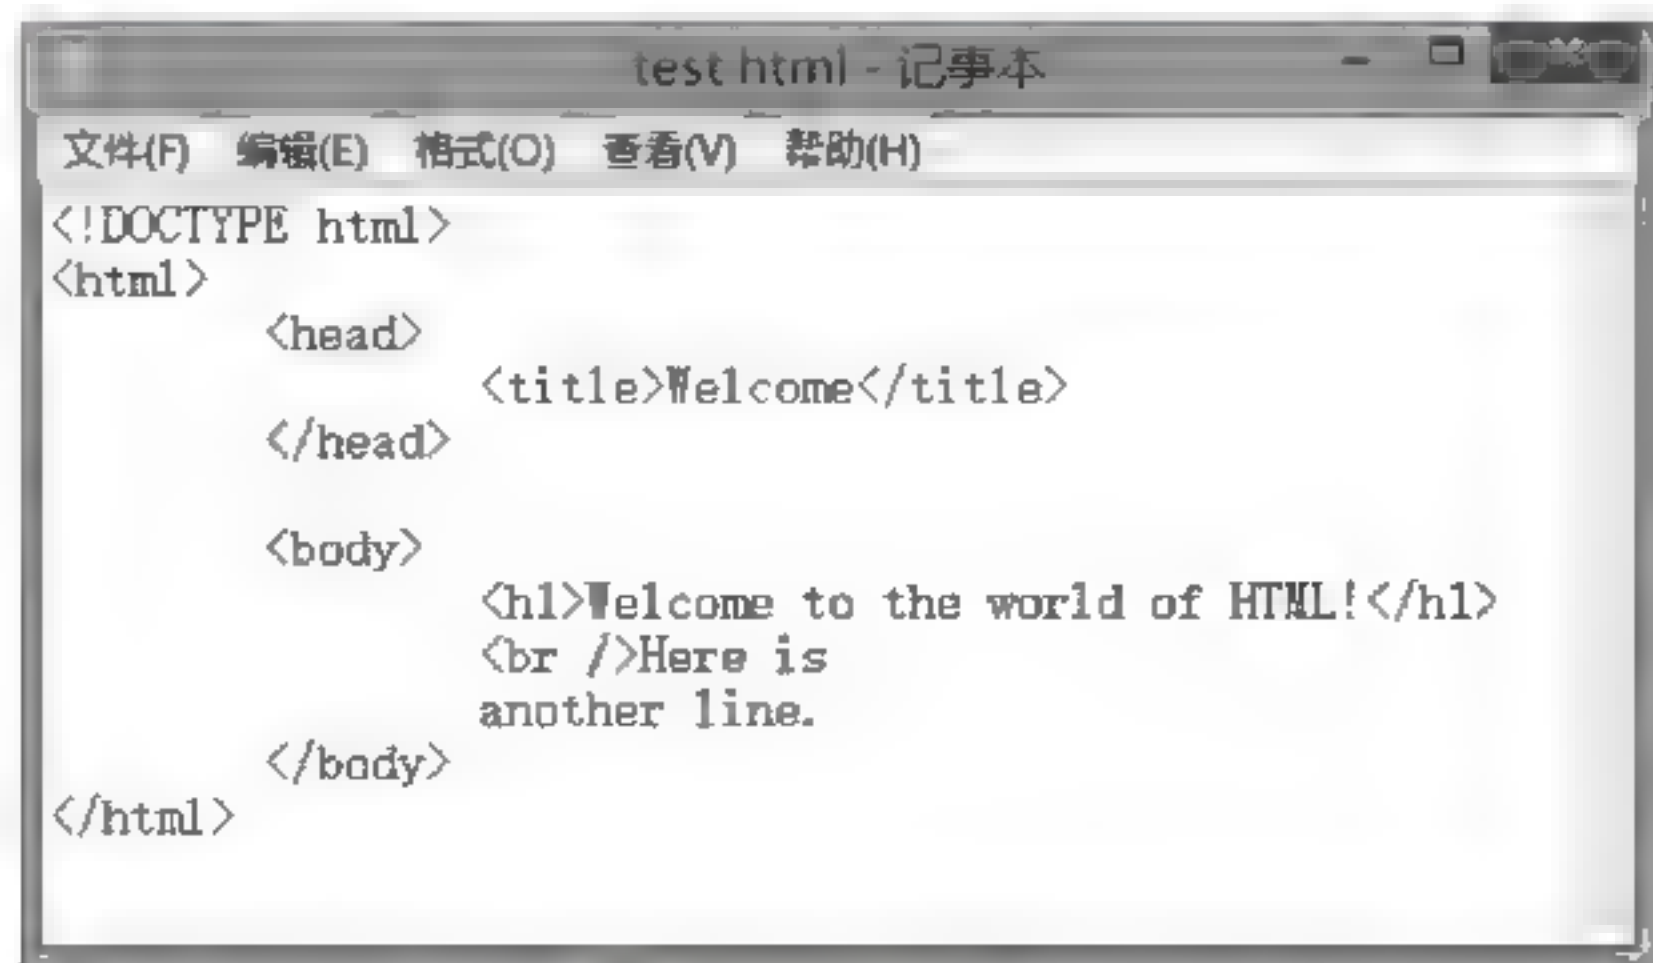 test html - 记事本
文件(F) 编辑(E) 格式(O) 查看(V) 帮助(H)
<!DOCTYPE html>
<html>
<head>
<title>Welcome</title>
</head>
<body>
<h1>Welcome to the world of HTML!</h1>
<br />Here is
another line.
</body>
</html>